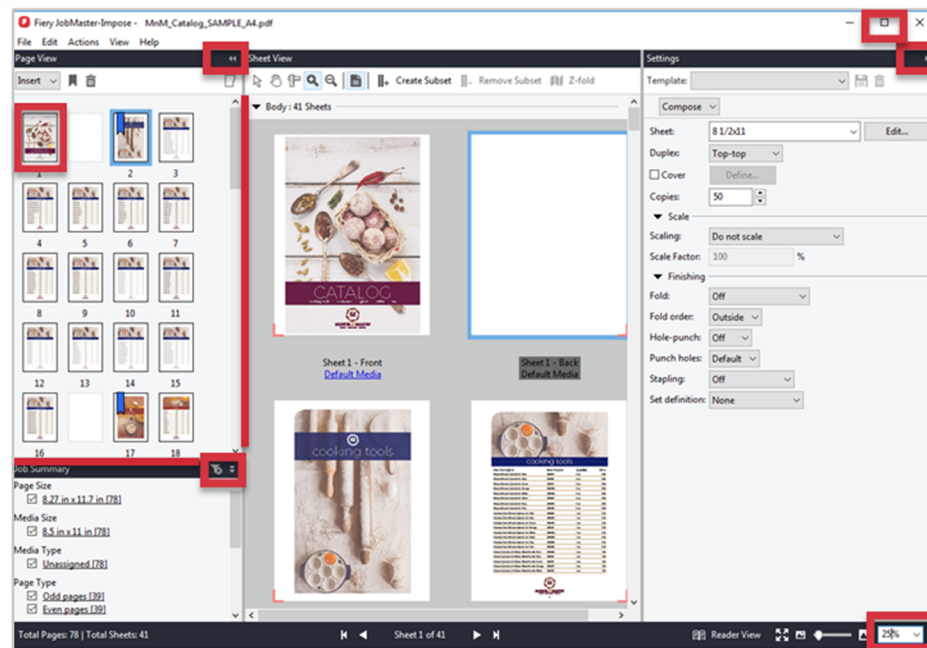 Fiery JobMaster-Impose - MnM_Catalog_SAMPLE_A4.pdf
File Edit Actions View Help
Page View
Sheet View
Settings
Insert
Create Subset
Remove Subset
Z-fold
Template:
Body : 41 Sheets
Compose
Sheet: 8 1/2x11 Edit...
Duplex: Top-top
Cover Define...
Copies: 50
Scale
Scaling: Do not scale
Scale Factor: 100 %
Finishing
Fold: Off
Fold order: Outside
Hole-punch: Off
Punch holes: Default
Stapling: Off
Set definition: None
1 2 3
4 5 6 7
8 9 10 11
12 13 14 15
16 17 18
CATALOG
Sheet 1 - Front
Default Media
Sheet 1 - Back
Default Media
cooking tools
cooking tools
Job Summary
Page Size
8.27 in x 11.7 in [78]
Media Size
8.5 in x 11 in [78]
Media Type
Unassigned [78]
Page Type
Odd pages [39]
Even pages [39]
Total Pages: 78 | Total Sheets: 41
Sheet 1 of 41
Reader View
25%